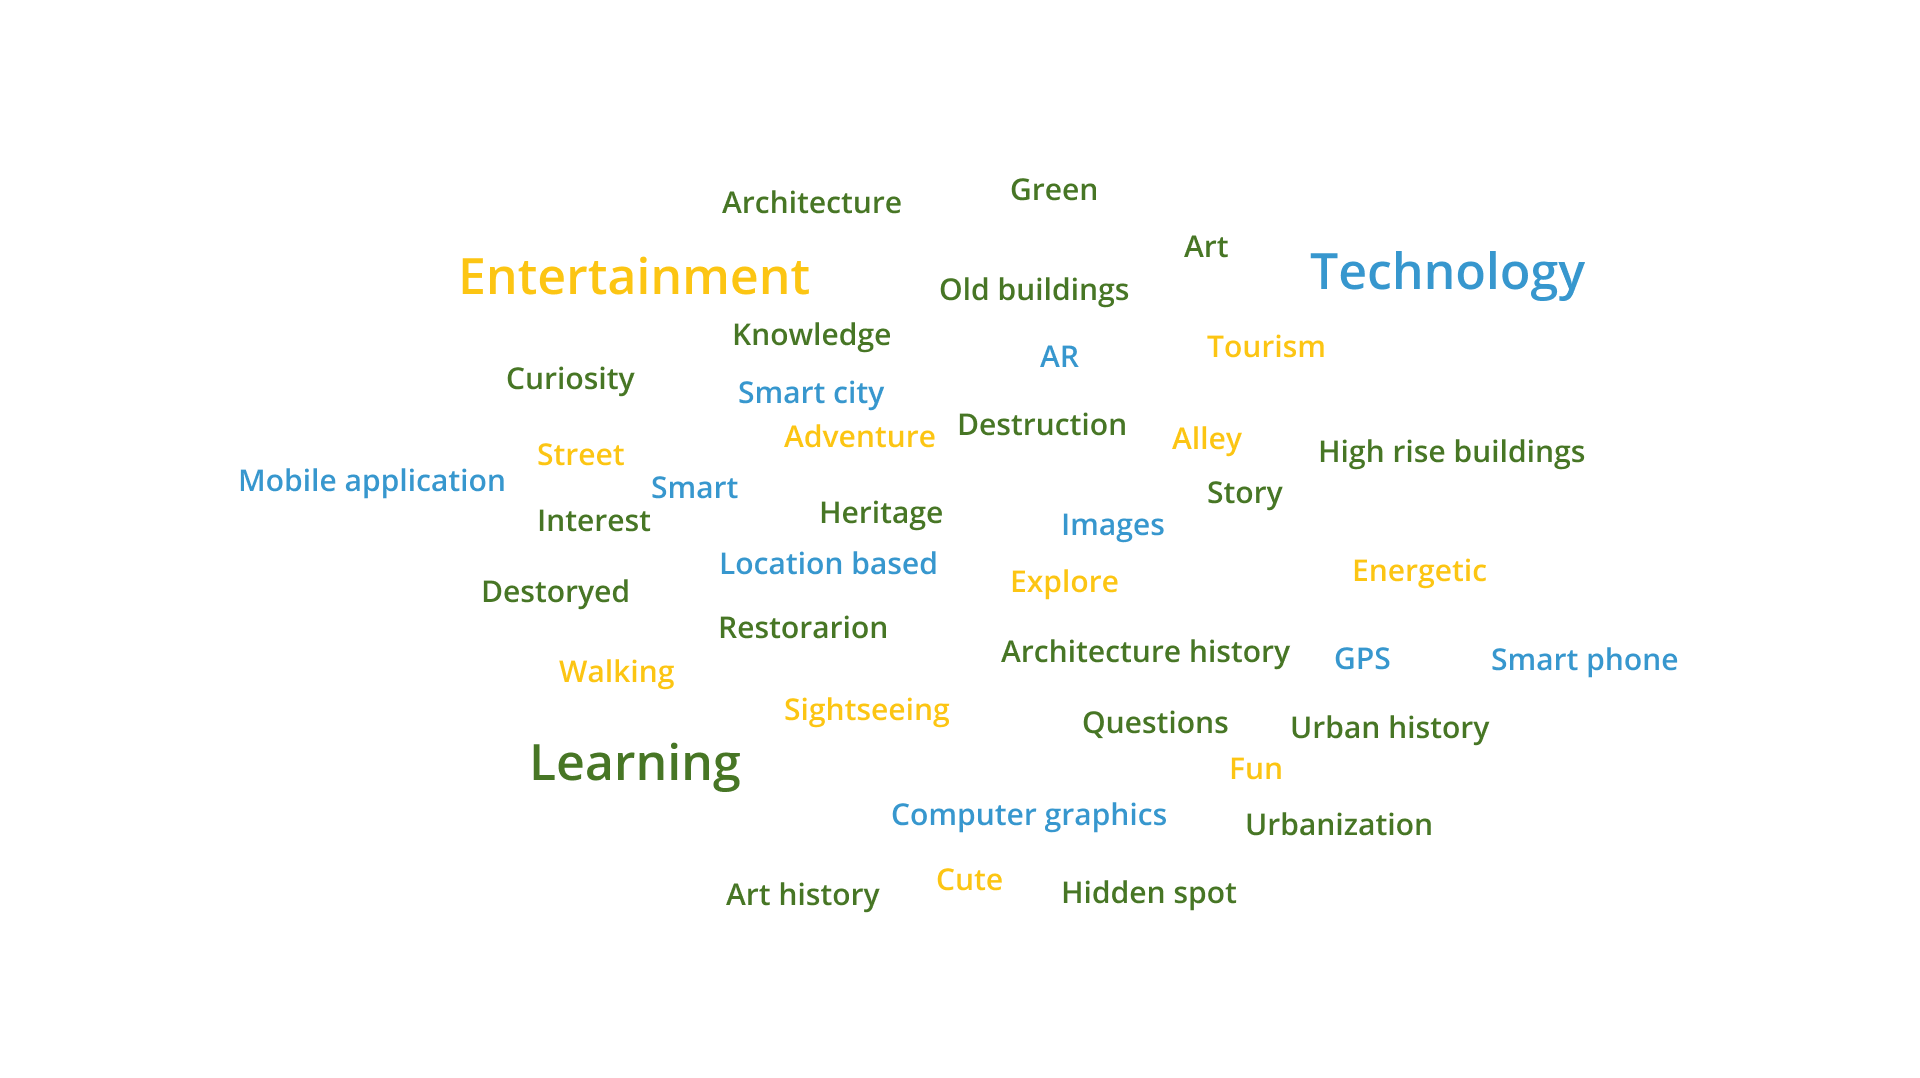 Green
Architecture
Art
Entertainment
Technology
Old buildings
Knowledge
Tourism
AR
Curiosity
Smart city
Destruction
Adventure
Alley
High rise buildings
Street
Mobile application
Smart
Story
Heritage
Interest
Images
Location based
Energetic
Explore
Destoryed
Restorarion
Architecture history
GPS
Smart phone
Walking
Sightseeing
Questions
Urban history
Learning
Fun
Computer graphics
Urbanization
Cute
Art history
Hidden spot